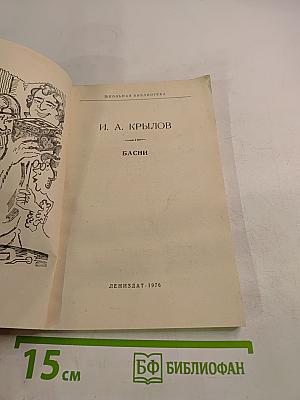 ШКОЛЬНАЯ БИБЛИОТЕКА
И. А. КРЫЛОВ
БАСНИ
ЛЕНИЗДАТ·1976
15 см
БФ БИБЛИОФАН